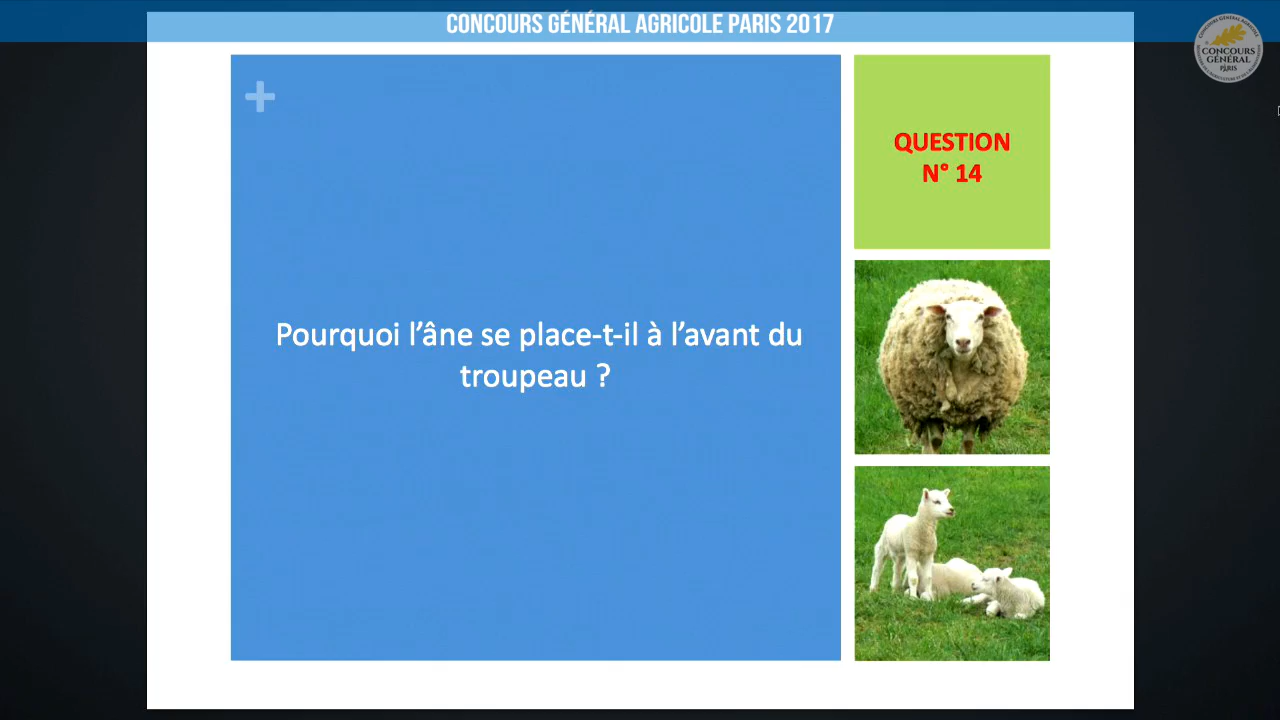 CONCOURS GÉNÉRAL AGRICOLE PARIS 2017
CONCOURS
GÉNÉRAL
PARIS
QUESTION
N° 14
Pourquoi l’âne se place-t-il à l’avant du
troupeau ?